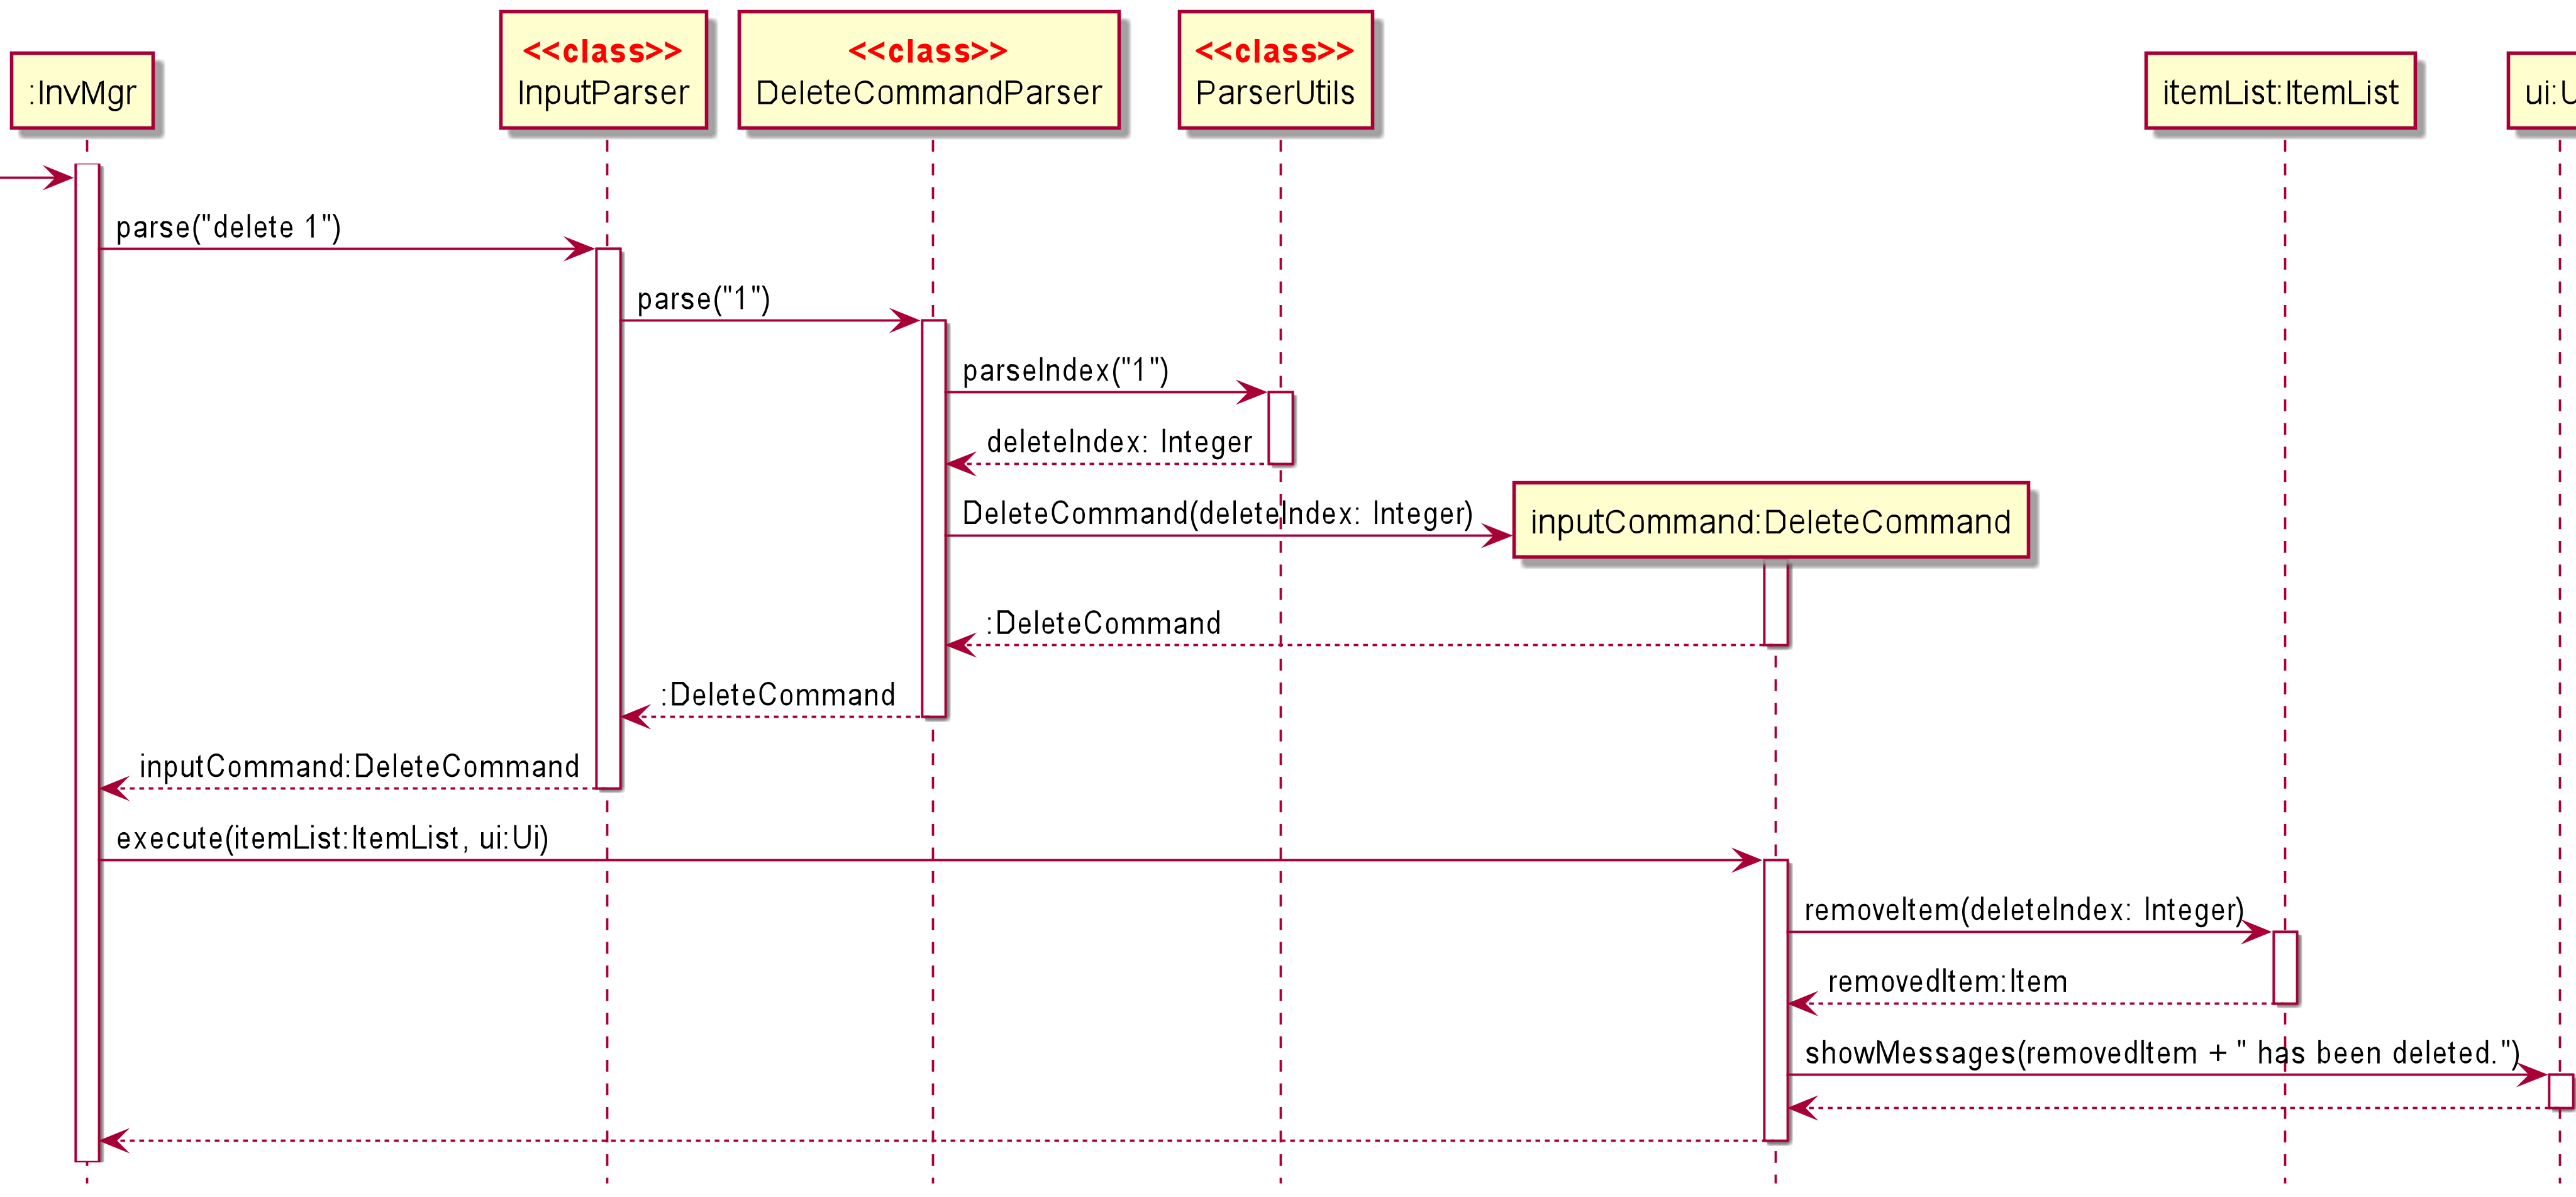 :InvMgr
<<class>>
InputParser
<<class>>
DeleteCommandParser
<<class>>
ParserUtils
itemList:ItemList
parse("delete 1")
parse("1")
parseIndex("1")
deleteIndex: Integer
DeleteCommand(deleteIndex: Integer)
inputCommand:DeleteCommand
:DeleteCommand
:DeleteCommand
inputCommand:DeleteCommand
execute(itemList:ItemList, ui:Ui)
removeItem(deleteIndex: Integer)
removedItem:Item
showMessages(removedItem + " has been deleted.")